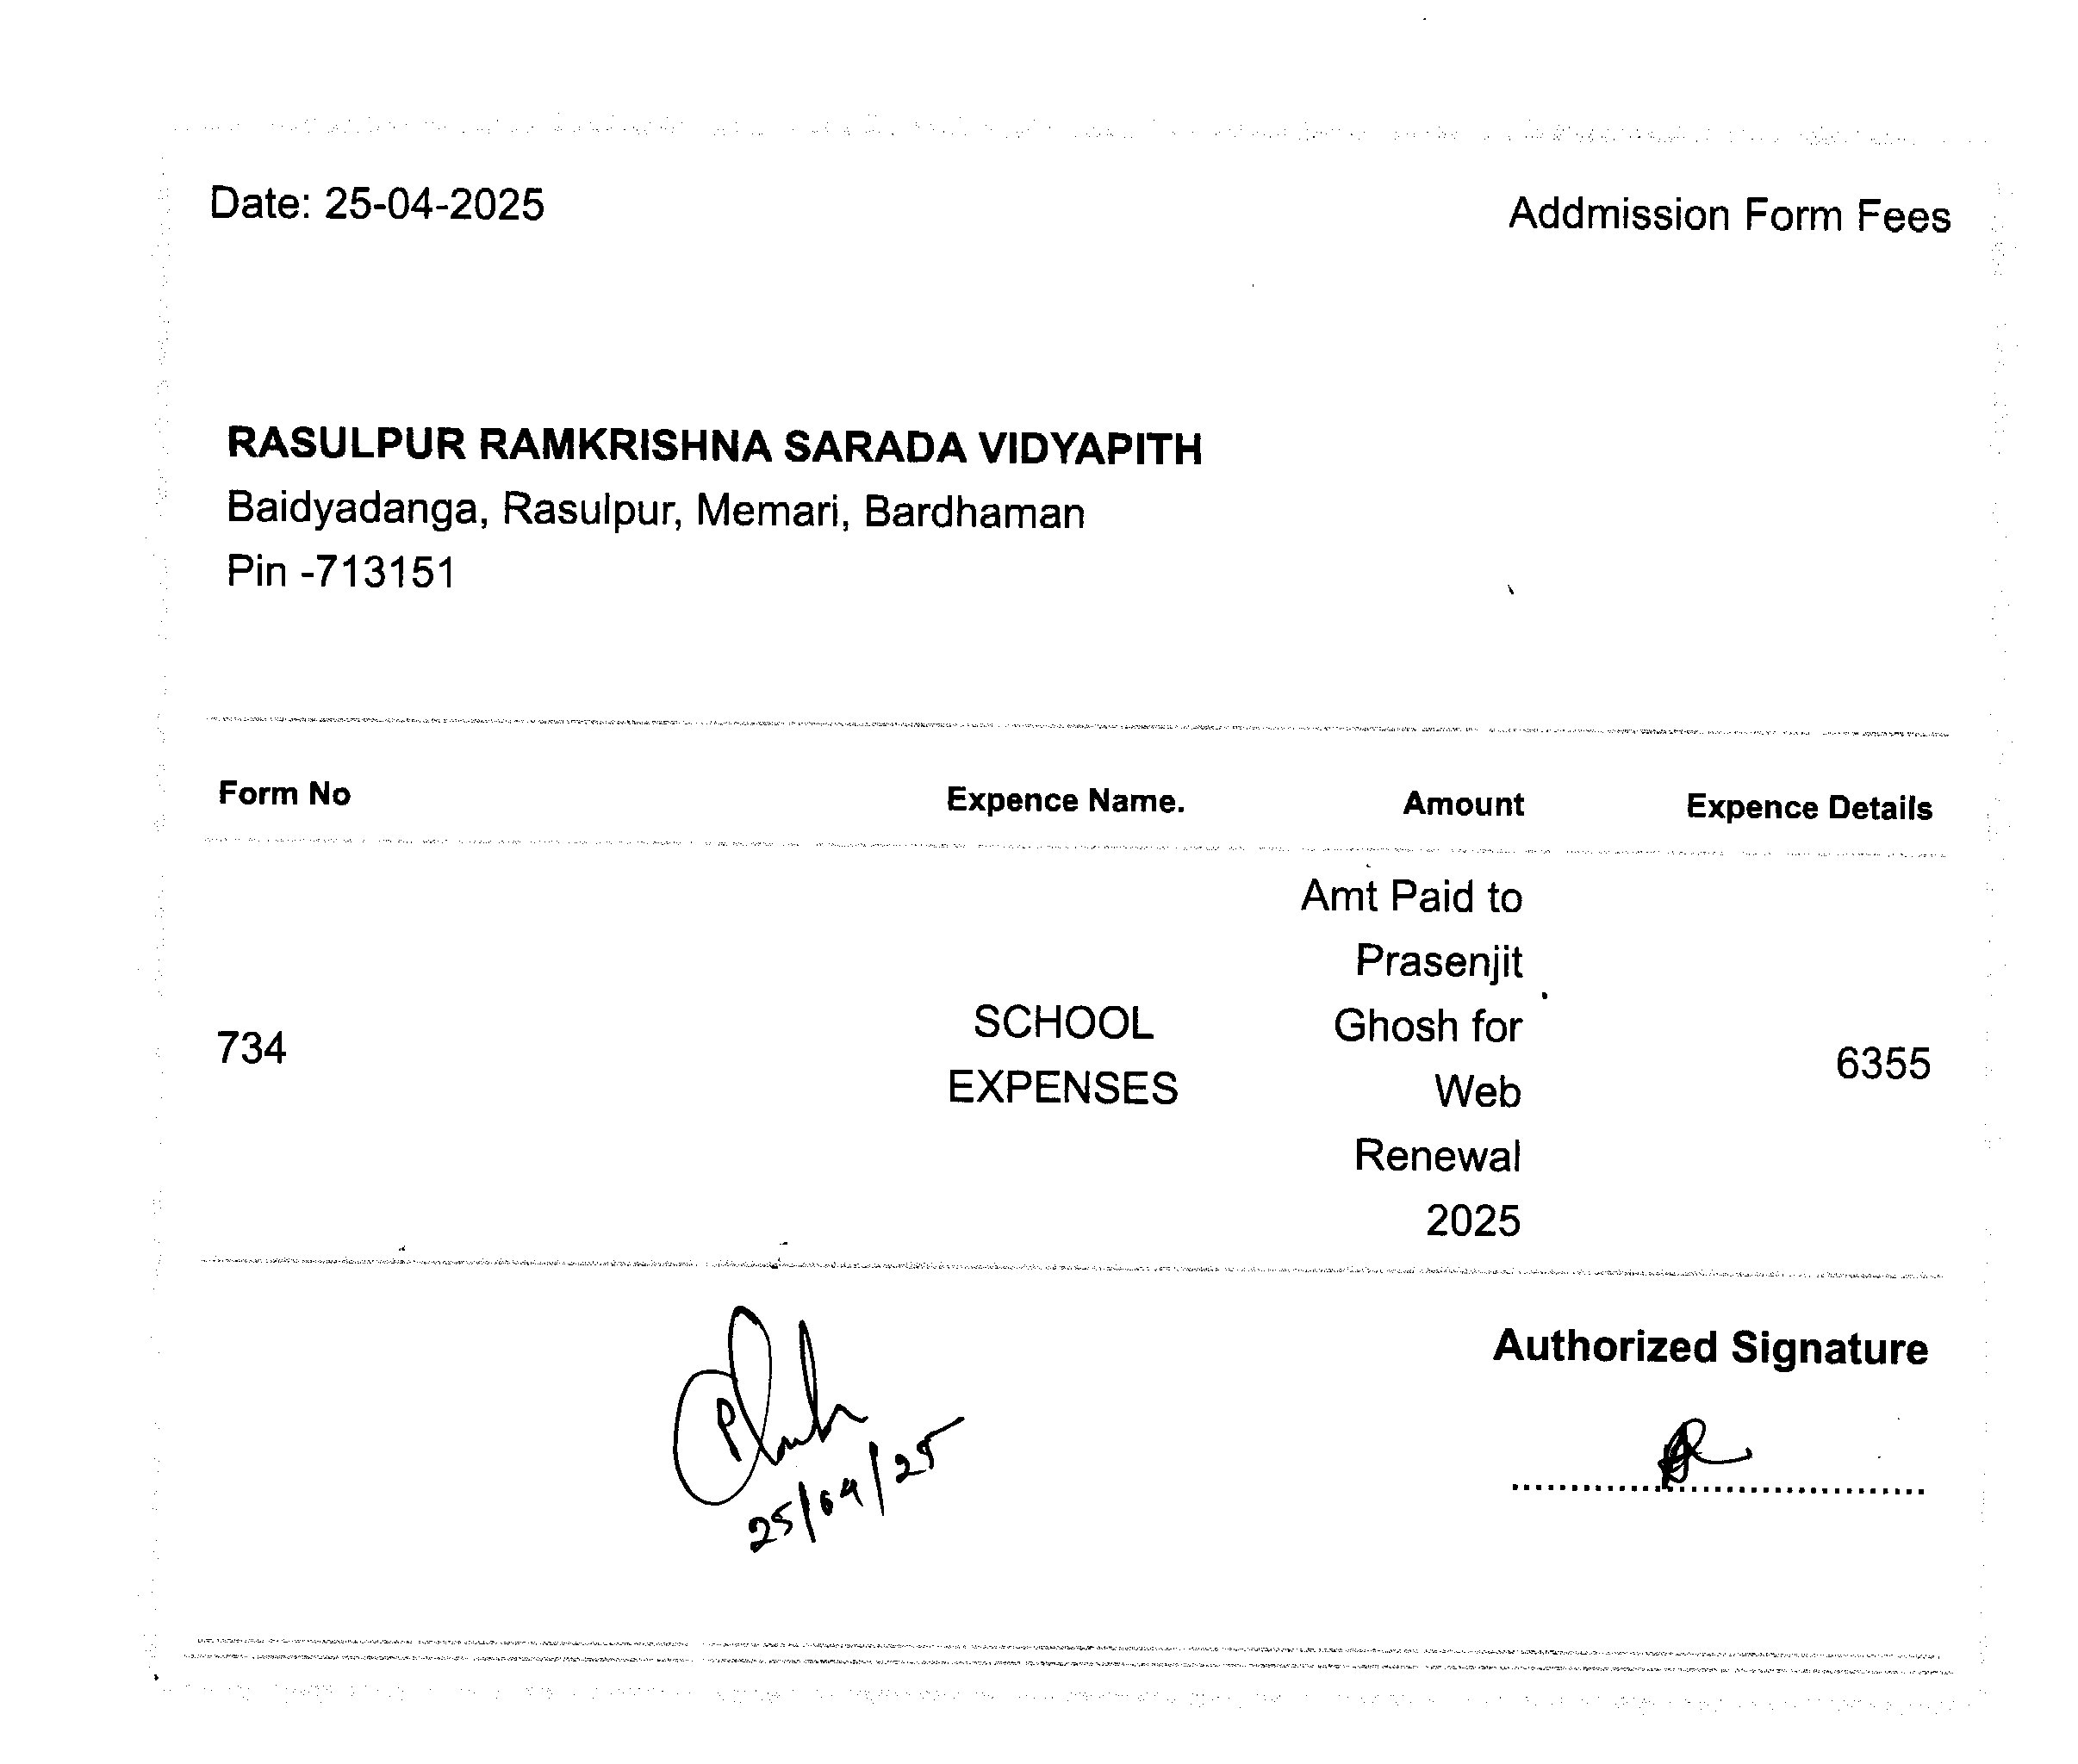 Date: 25-04-2025
Addmission Form Fees
RASULPUR RAMKRISHNA SARADA VIDYAPITH
Baidyadanga, Rasulpur, Memari, Bardhaman
Pin -713151
Form No Expence Name. Amount Expence Details
734
SCHOOL
EXPENSES
Amt Paid to
Prasenjit
Ghosh for
Web
Renewal
2025
6355
Authorized Signature
25/04/25